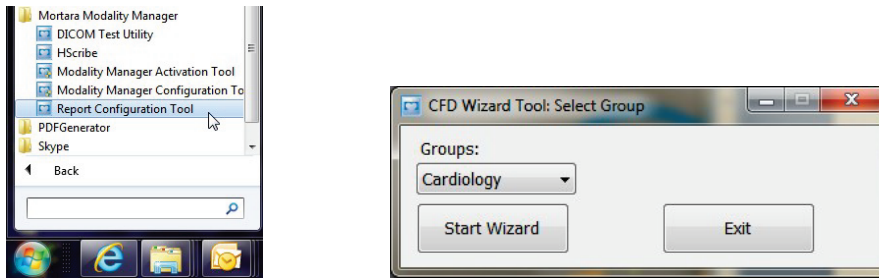 Mortara Modality Manager
DICOM Test Utility
HScribe
Modality Manager Activation Tool
Modality Manager Configuration To
Report Configuration Tool
PDFGenerator
Skype
Back
CFD Wizard Tool: Select Group
Groups:
Cardiology
Start Wizard
Exit